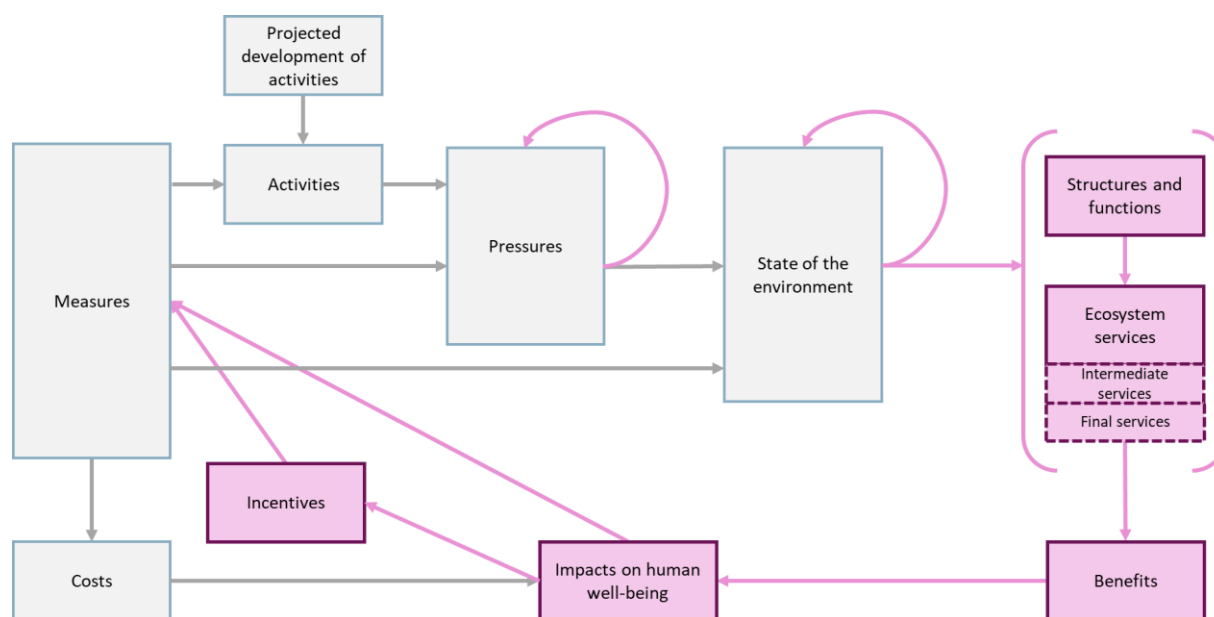 Projected
development of
activities
Measures
Activities
Pressures
State of the
environment
Structures and
functions
Ecosystem
services
Intermediate
services
Final services
Incentives
Costs
Impacts on human
well-being
Benefits